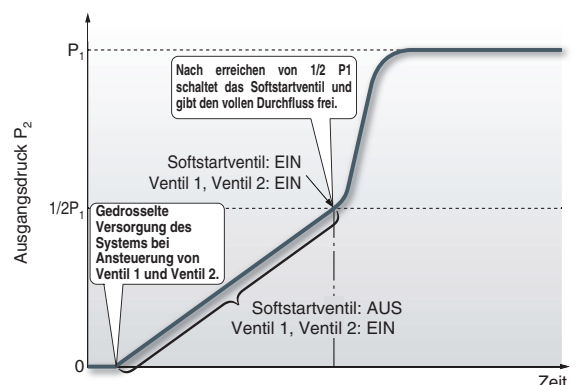 P1
Nach erreichen von 1/2 P1
schaltet das Softstartventil und
gibt den vollen Durchfluss frei.
Softstartventil: EIN
Ventil 1, Ventil 2: EIN
Ausgangsdruck P2
1/2P1
Gedrosselte
Versorgung des
Systems bei
Ansteuerung von
Ventil 1 und Ventil 2.
Softstartventil: AUS
Ventil 1, Ventil 2: EIN
0
Zeit